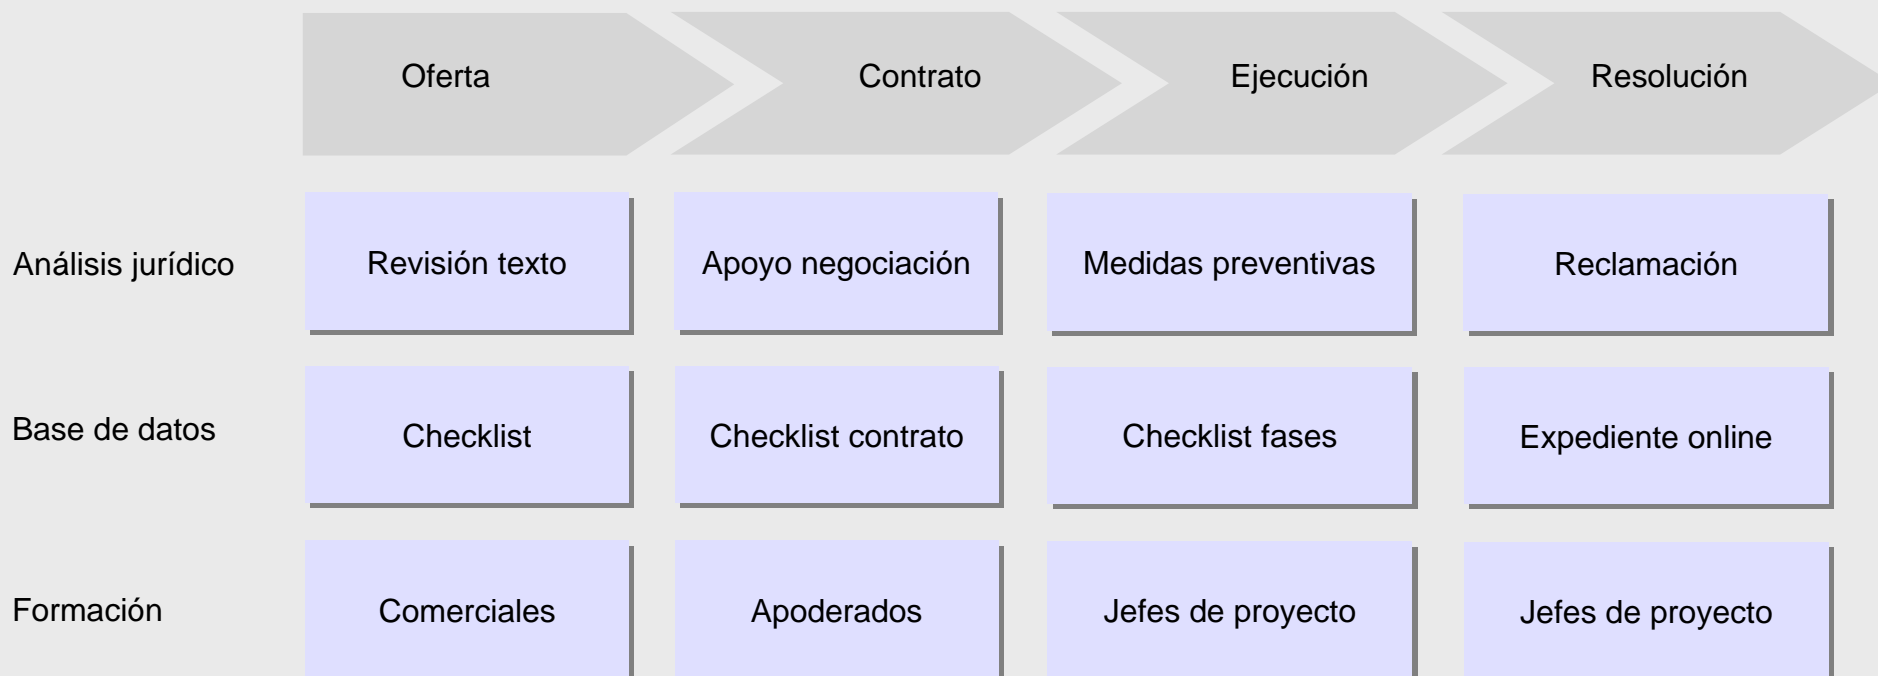 Oferta
Contrato
Ejecución
Resolución
Análisis jurídico
Revisión texto
Apoyo negociación
Medidas preventivas
Reclamación
Base de datos
Checklist
Checklist contrato
Checklist fases
Expediente online
Formación
Comerciales
Apoderados
Jefes de proyecto
Jefes de proyecto